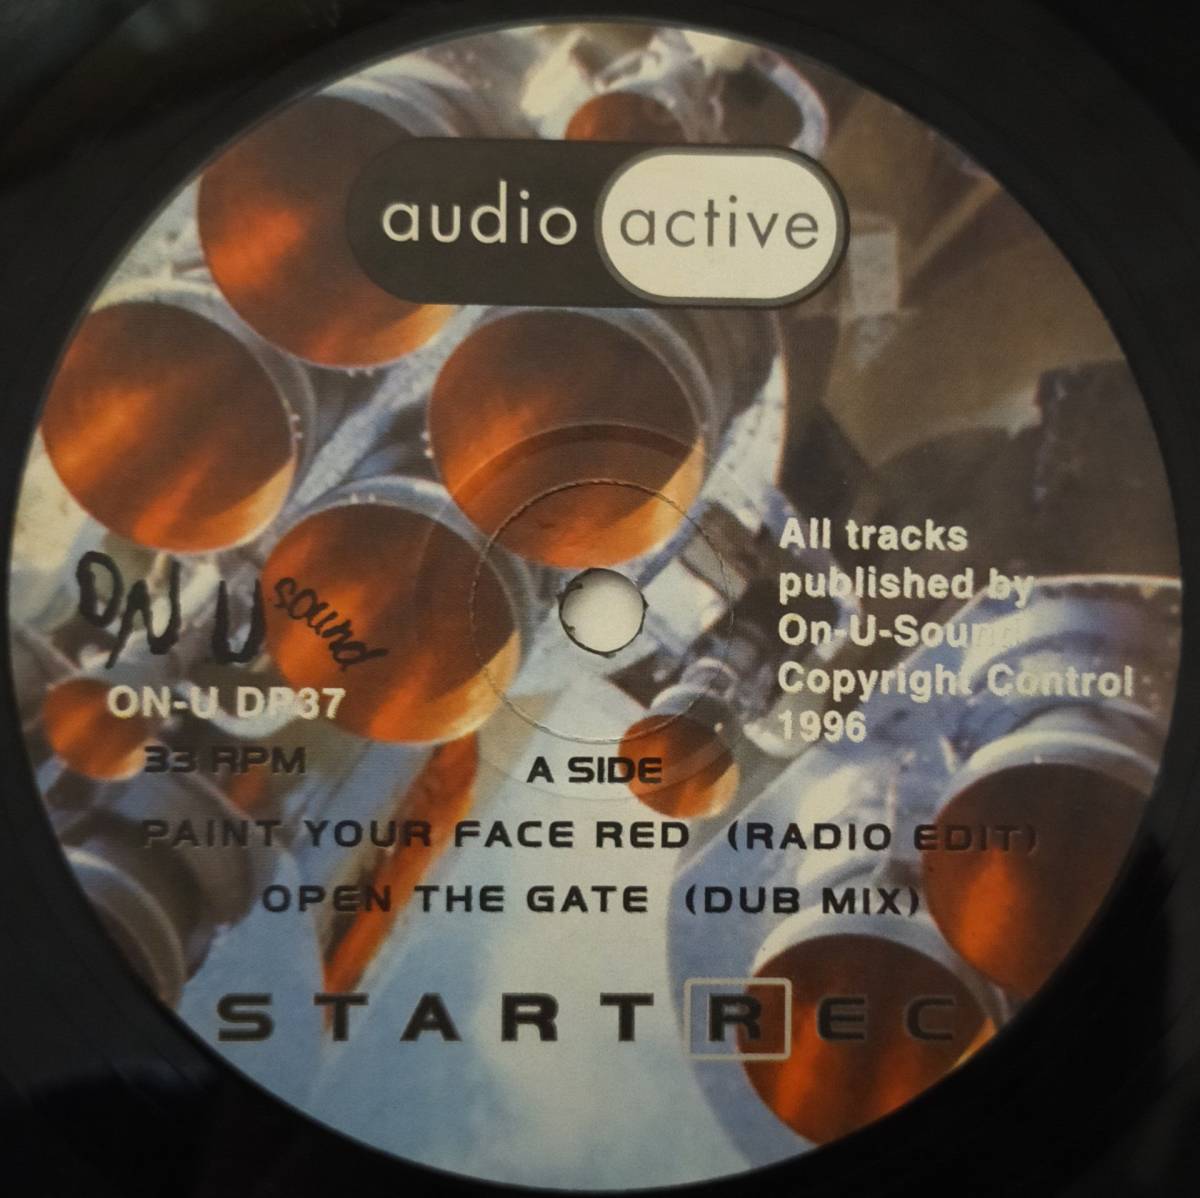 audio active
All tracks
published by
On-U-Sound
Copyright Control
1996
ON U sound
ON-U DP37
33 RPM
A SIDE
PAINT YOUR FACE RED (RADIO EDIT)
OPEN THE GATE (DUB MIX)
STARTREC